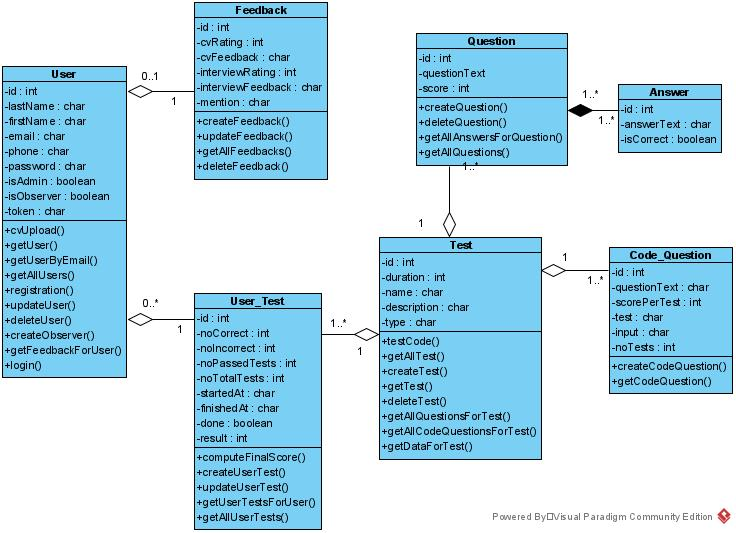 Feedback
-id : int
-cvRating : int
-cvFeedback : char
-interviewRating : int
-interviewFeedback : char
-mention : char
+createFeedback()
+updateFeedback()
+getAllFeedbacks()
+deleteFeedback()
User
-id : int
-lastName : char
-firstName : char
-email : char
-phone : char
-password : char
-isAdmin : boolean
-isObserver : boolean
-token : char
+cvUpload()
+getUser()
+getUserByEmail()
+getAllUsers()
+registration()
+updateUser()
+deleteUser()
+createObserver()
+getFeedbackForUser()
+login()
0..1
1
0..*
1
User_Test
-id : int
-noCorrect : int
-noIncorrect : int
-noPassedTests : int
-noTotalTests : int
-startedAt : char
-finishedAt : char
-done : boolean
-result : int
+computeFinalScore()
+createUserTest()
+updateUserTest()
+getUserTestsForUser()
+getAllUserTests()
1..*
1
Question
-id : int
-questionText
-score : int
+createQuestion()
+deleteQuestion()
+getAllAnswersForQuestion()
+getAllQuestions()
1..*
1..*
Answer
-id : int
-answerText : char
-isCorrect : boolean
1..*
1
Test
-id : int
-duration : int
-name : char
-description : char
-type : char
+testCode()
+getAllTest()
+createTest()
+getTest()
+deleteTest()
+getAllQuestionsForTest()
+getAllCodeQuestionsForTest()
+getDataForTest()
1
1..*
Code_Question
-id : int
-questionText : char
-scorePerTest : int
-test : char
-input : char
-noTests : int
+createCodeQuestion()
+getCodeQuestion()
Powered By Visual Paradigm Community Edition